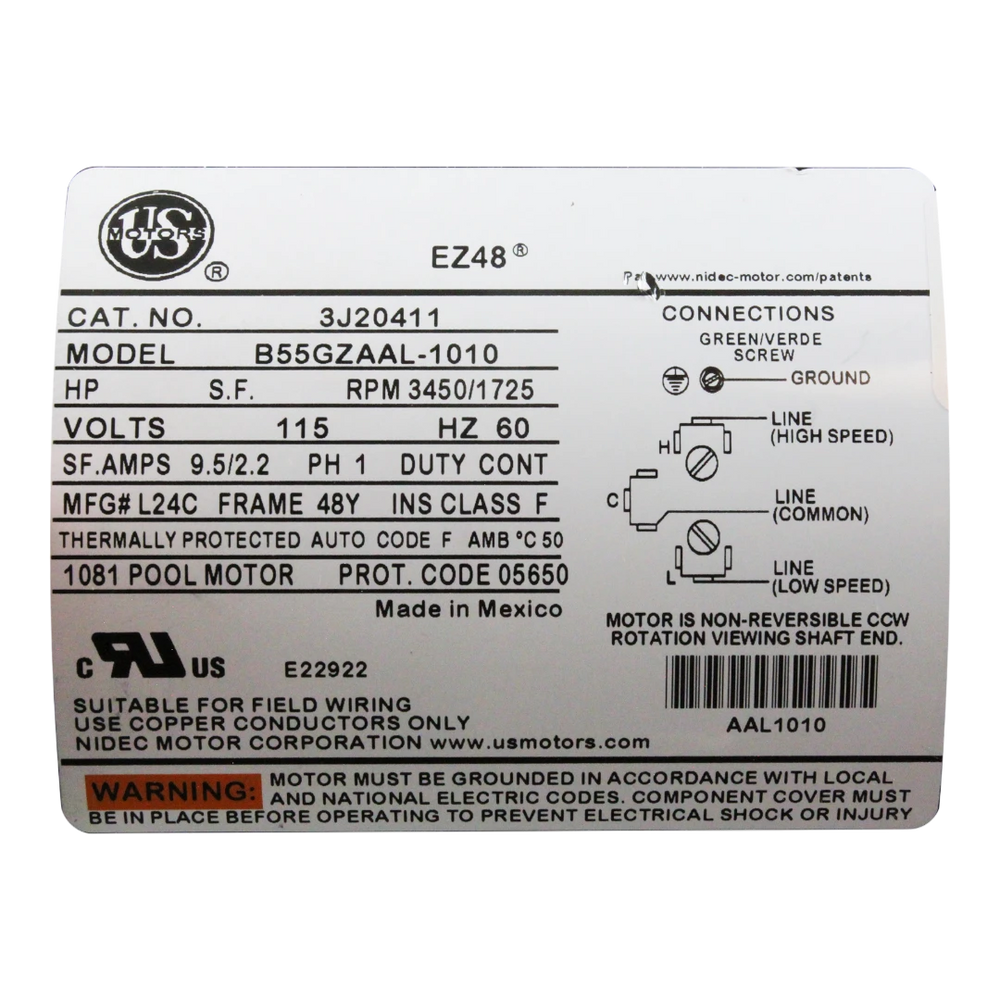 US
MOTORS
®
EZ48®
www.nidec-motor.com/patents
CAT. NO. 3J20411
MODEL B55GZAAL-1010
HP S.F. RPM 3450/1725
VOLTS 115 HZ 60
SF.AMPS 9.5/2.2 PH 1 DUTY CONT
MFG# L24C FRAME 48Y INS CLASS F
THERMALLY PROTECTED AUTO CODE F AMB °C 50
1081 POOL MOTOR PROT. CODE 05650
Made in Mexico
C RU US E22922
SUITABLE FOR FIELD WIRING
USE COPPER CONDUCTORS ONLY
NIDEC MOTOR CORPORATION www.usmotors.com
CONNECTIONS
GREEN/VERDE
SCREW
GROUND
H
LINE
(HIGH SPEED)
C
LINE
(COMMON)
L
LINE
(LOW SPEED)
MOTOR IS NON-REVERSIBLE CCW
ROTATION VIEWING SHAFT END.
AAL1010
WARNING: MOTOR MUST BE GROUNDED IN ACCORDANCE WITH LOCAL
AND NATIONAL ELECTRIC CODES. COMPONENT COVER MUST
BE IN PLACE BEFORE OPERATING TO PREVENT ELECTRICAL SHOCK OR INJURY